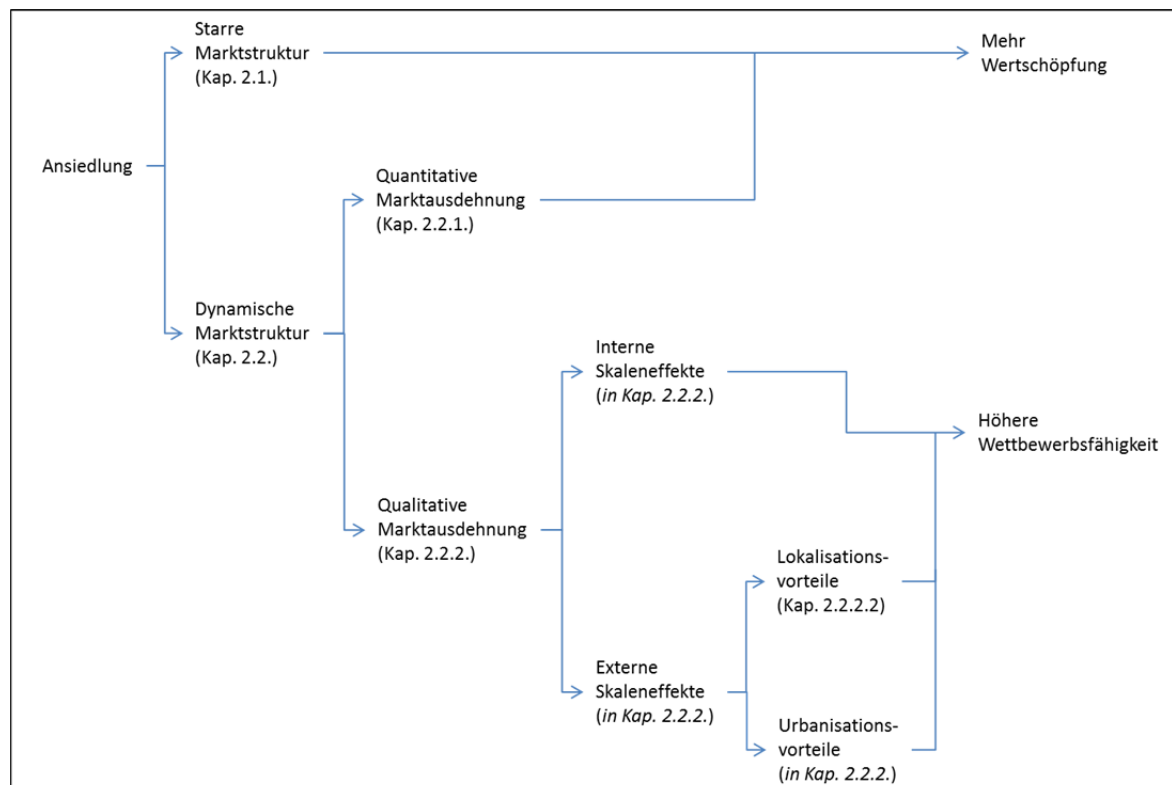 Starre
Marktstruktur
(Kap. 2.1.)
Mehr
Wertschöpfung
Ansiedlung
Quantitative
Marktausdehnung
(Kap. 2.2.1.)
Dynamische
Marktstruktur
(Kap. 2.2.)
Interne
Skaleneffekte
(in Kap. 2.2.2.)
Höhere
Wettbewerbsfähigkeit
Qualitative
Marktausdehnung
(Kap. 2.2.2.)
Lokalisations-
vorteile
(Kap. 2.2.2.2)
Externe
Skaleneffekte
(in Kap. 2.2.2.)
Urbanisations-
vorteile
(in Kap. 2.2.2.)